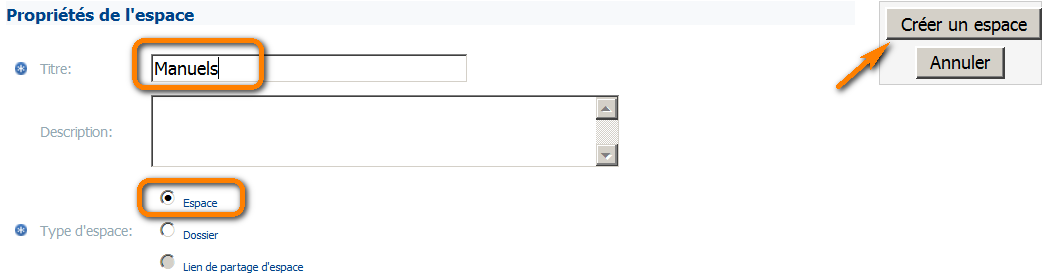 Propriétés de l'espace
Créer un espace
Annuler
Titre:
Manuels
Description:
Espace
Type d'espace:
Dossier
Lien de partage d'espace